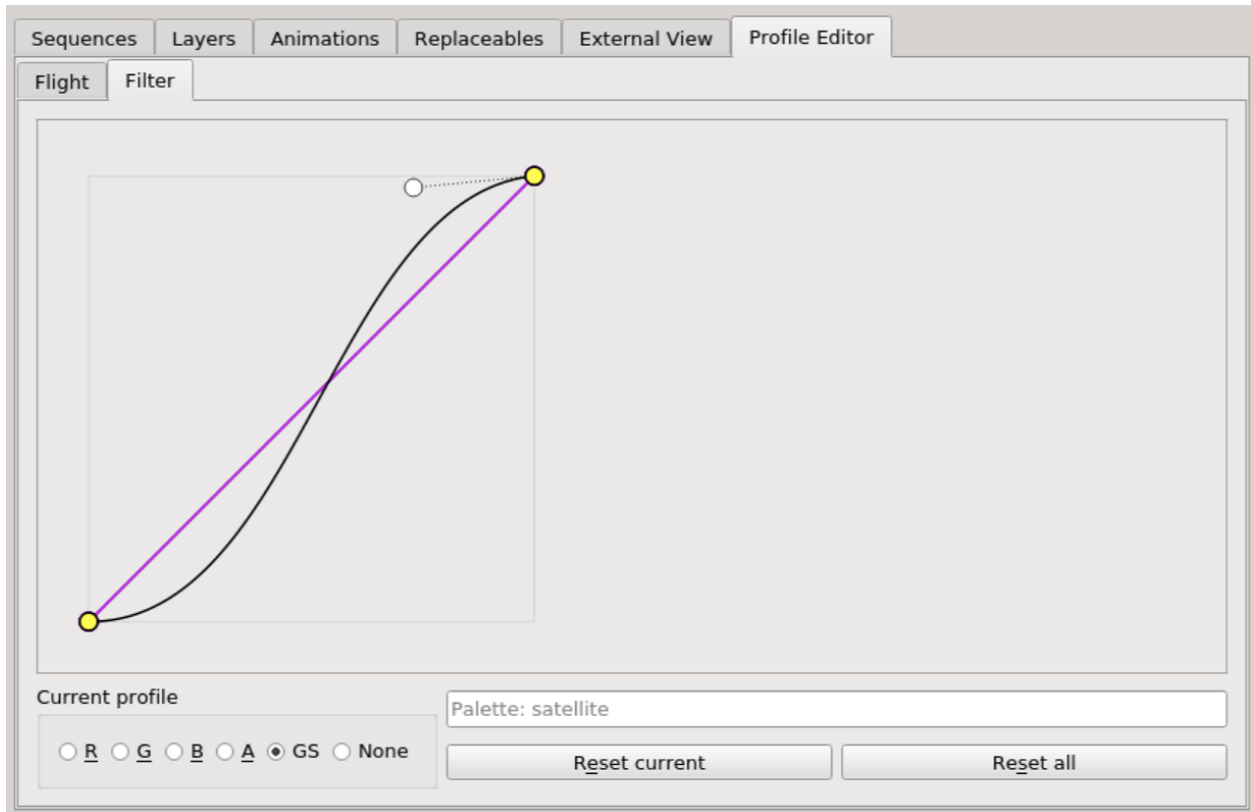 Sequences Layers Animations Replaceables External View Profile Editor
Flight Filter
Current profile
Palette: satellite
R G B A GS None
Reset current Reset all